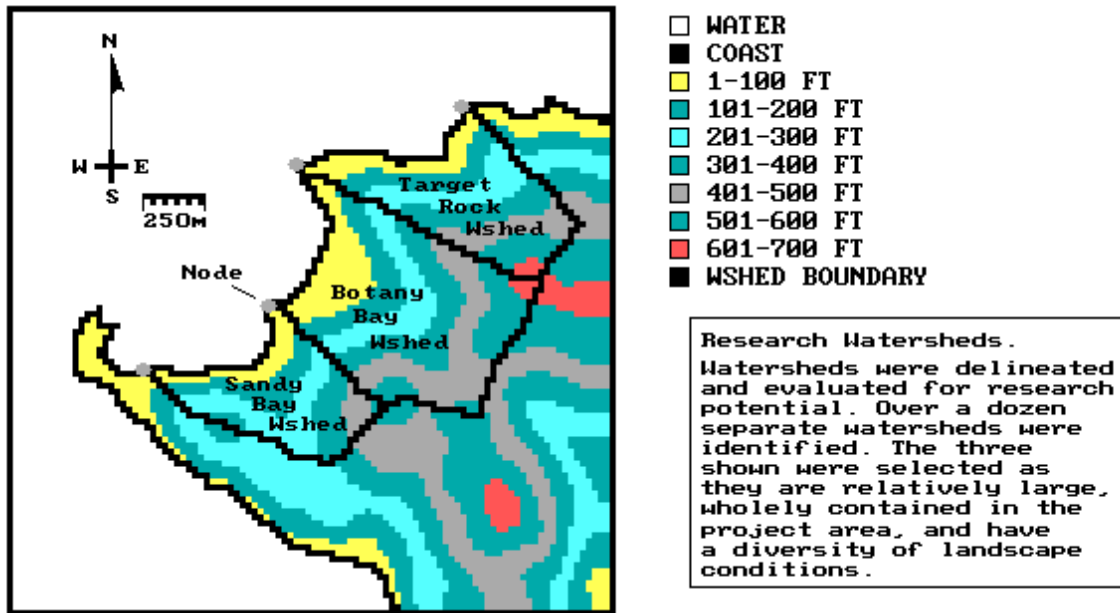 N
W E
S
250M
Node
Target
Rock
Wshed
Botany
Bay
Wshed
Sandy
Bay
Wshed
WATER
COAST
1-100 FT
101-200 FT
201-300 FT
301-400 FT
401-500 FT
501-600 FT
601-700 FT
WSHED BOUNDARY
Research Watersheds.
Watersheds were delineated
and evaluated for research
potential. Over a dozen
separate watersheds were
identified. The three
shown were selected as
they are relatively large,
wholely contained in the
project area, and have
a diversity of landscape
conditions.